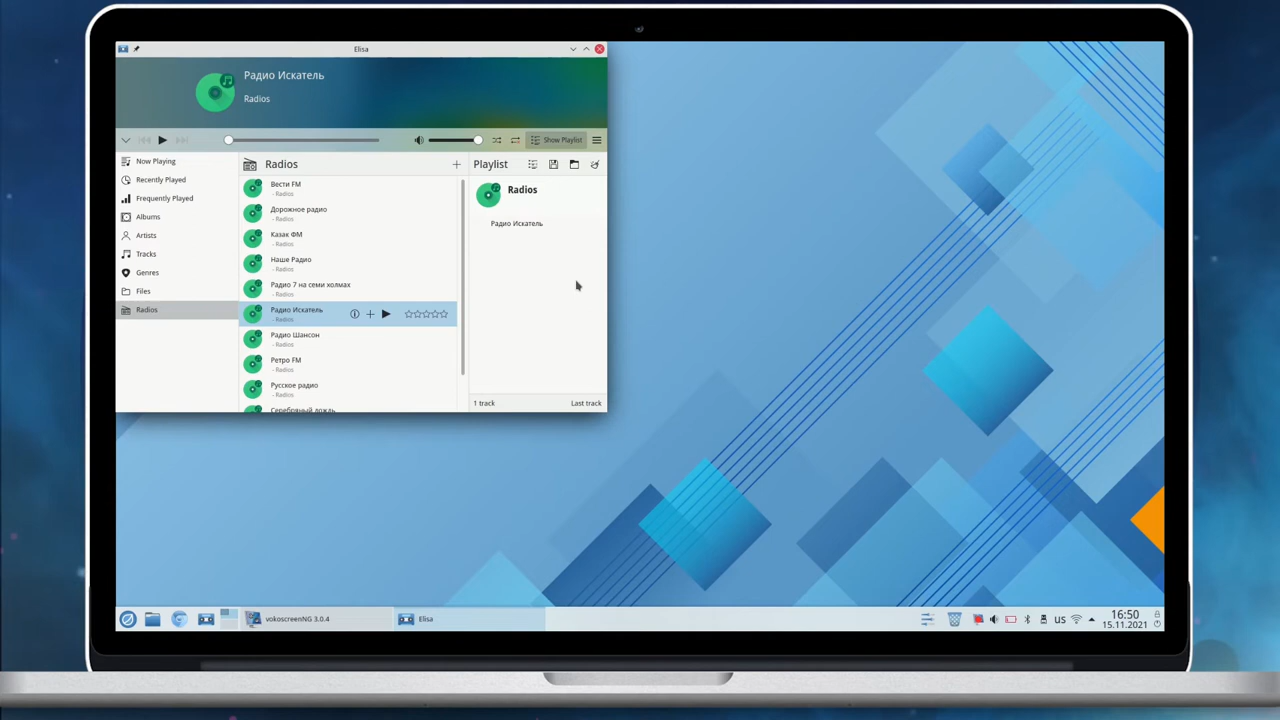 Elisa
Радио Искатель
Radios
Show Playlist
Now Playing
Recently Played
Frequently Played
Albums
Artists
Tracks
Genres
Files
Radios
Radios
Вести FM
- Radios
Дорожное радио
- Radios
Казак ФМ
- Radios
Наше Радио
- Radios
Радио 7 на семи холмах
- Radios
Радио Искатель
- Radios
Радио Шансон
- Radios
Ретро FM
- Radios
Русское радио
- Radios
Серебряный дождь
Playlist
Radios
Радио Искатель
1 track
Last track
vokoscreenNG 3.0.4
Elisa
us
16:50
15.11.2021